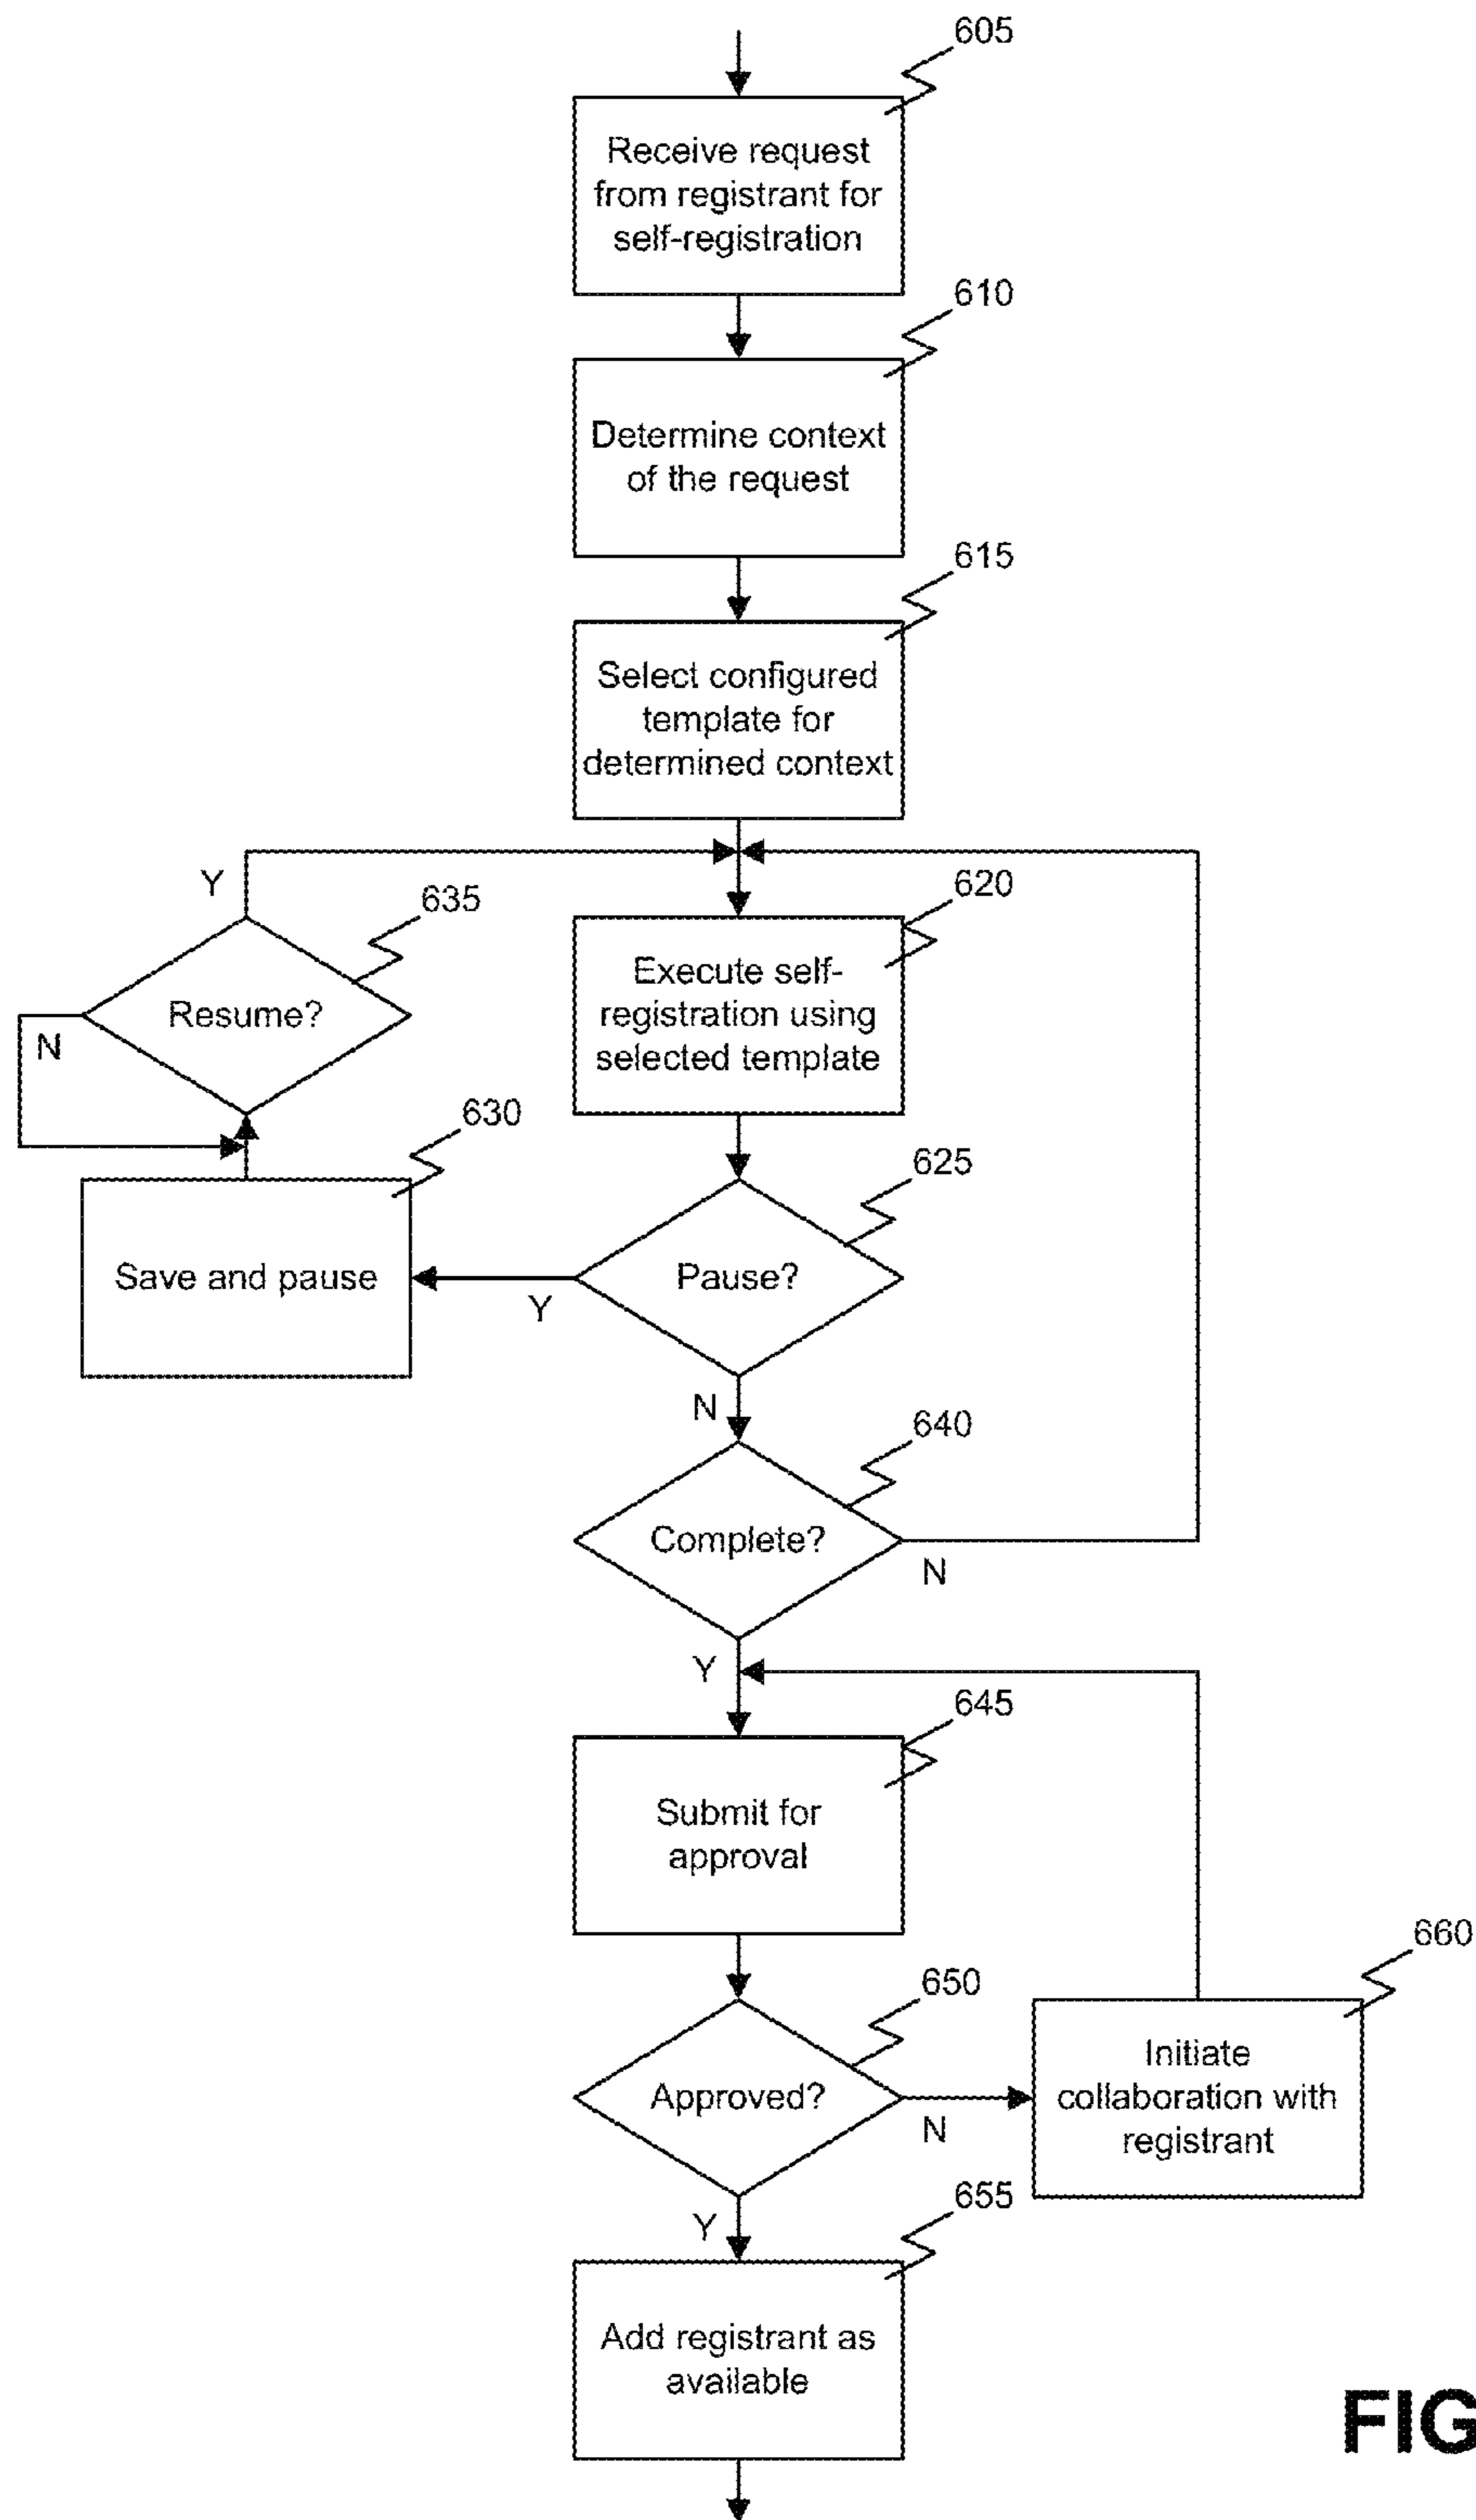 605
Receive request
from registrant for
self-registration
610
Determine context
of the request
615
Select configured
template for
determined context
Y
635
620
Resume?
N
Execute self-
registration using
selected template
630
625
Save and pause
Pause?
Y
N
640
Complete?
N
Y
645
Submit for
approval
660
650
Approved?
N
Initiate
collaboration with
registrant
Y
655
Add registrant as
available
FIG